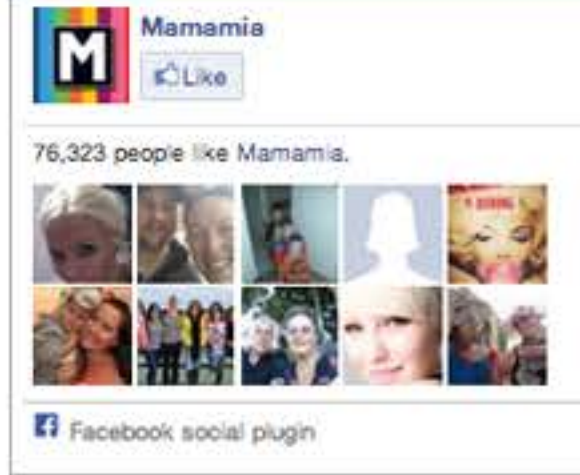 M
Mamamia
Like
76,323 people like Mamamia.
Facebook social plugin